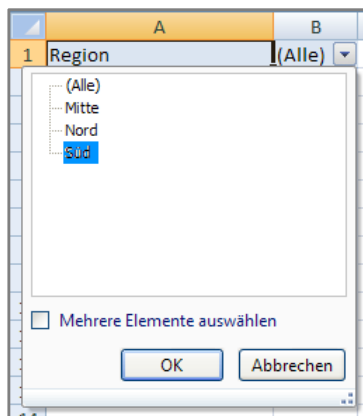 A B
1 Region (Alle)
(Alle)
Mitte
Nord
Süd
Mehrere Elemente auswählen
OK Abbrechen